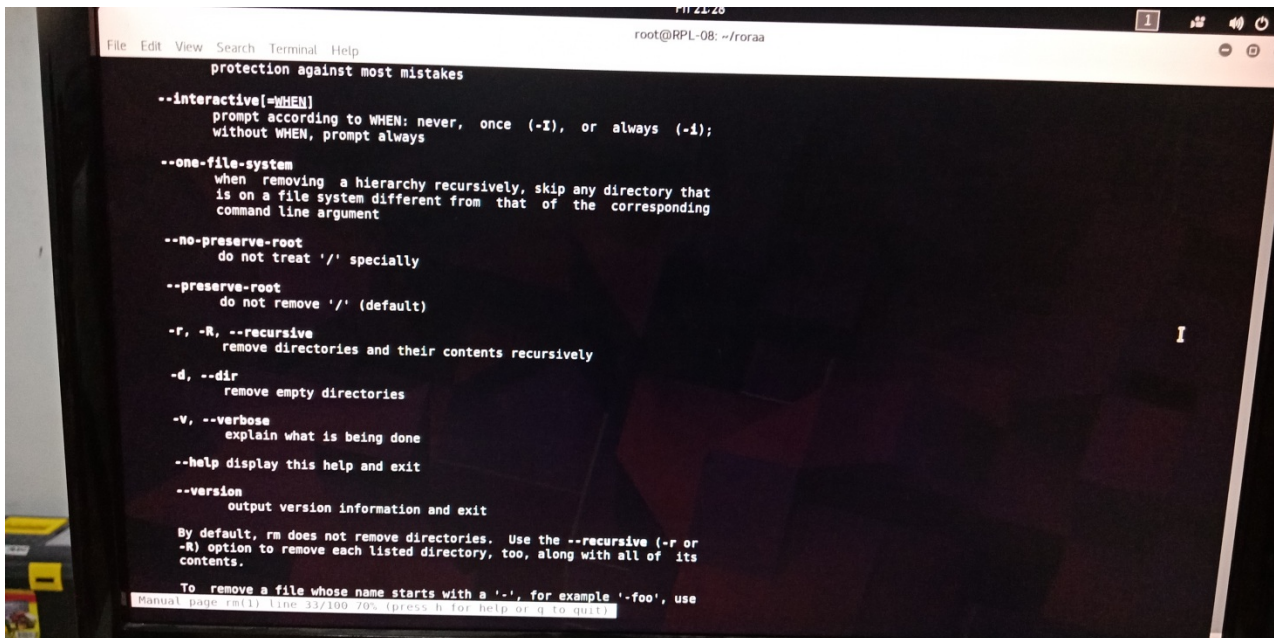 Fri 21:28
1
root@RPL-08: ~/roraa
File Edit View Search Terminal Help
protection against most mistakes
--interactive[=WHEN]
prompt according to WHEN: never, once (-I), or always (-i);
without WHEN, prompt always
--one-file-system
when removing a hierarchy recursively, skip any directory that
is on a file system different from that of the corresponding
command line argument
--no-preserve-root
do not treat '/' specially
--preserve-root
do not remove '/' (default)
-r, -R, --recursive
remove directories and their contents recursively
-d, --dir
remove empty directories
-v, --verbose
explain what is being done
--help display this help and exit
--version
output version information and exit
By default, rm does not remove directories. Use the --recursive (-r or
-R) option to remove each listed directory, too, along with all of its
contents.
To remove a file whose name starts with a '-', for example '-foo', use
Manual page rm(1) line 33/100 70% (press h for help or q to quit)